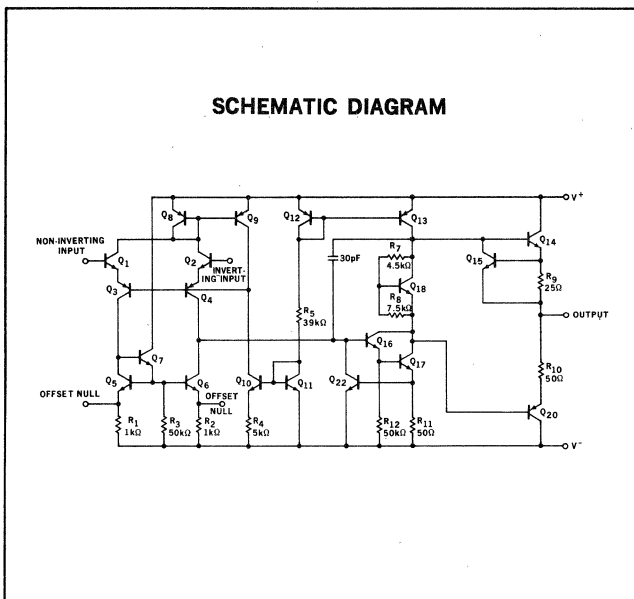 SCHEMATIC DIAGRAM
V+
Q8
Q9
Q12
Q13
Q14
NON-INVERTING
INPUT
Q1
Q2
INVERT-
ING INPUT
30pF
R7
4.5kΩ
Q15
R9
25Ω
Q3
Q4
Q18
R8
7.5kΩ
R5
39kΩ
OUTPUT
Q7
Q16
Q17
R10
50Ω
Q5
Q6
Q10
Q11
Q22
Q20
OFFSET NULL
OFFSET
NULL
R1
1kΩ
R3
50kΩ
R2
1kΩ
R4
5kΩ
R12
50kΩ
R11
50Ω
V-